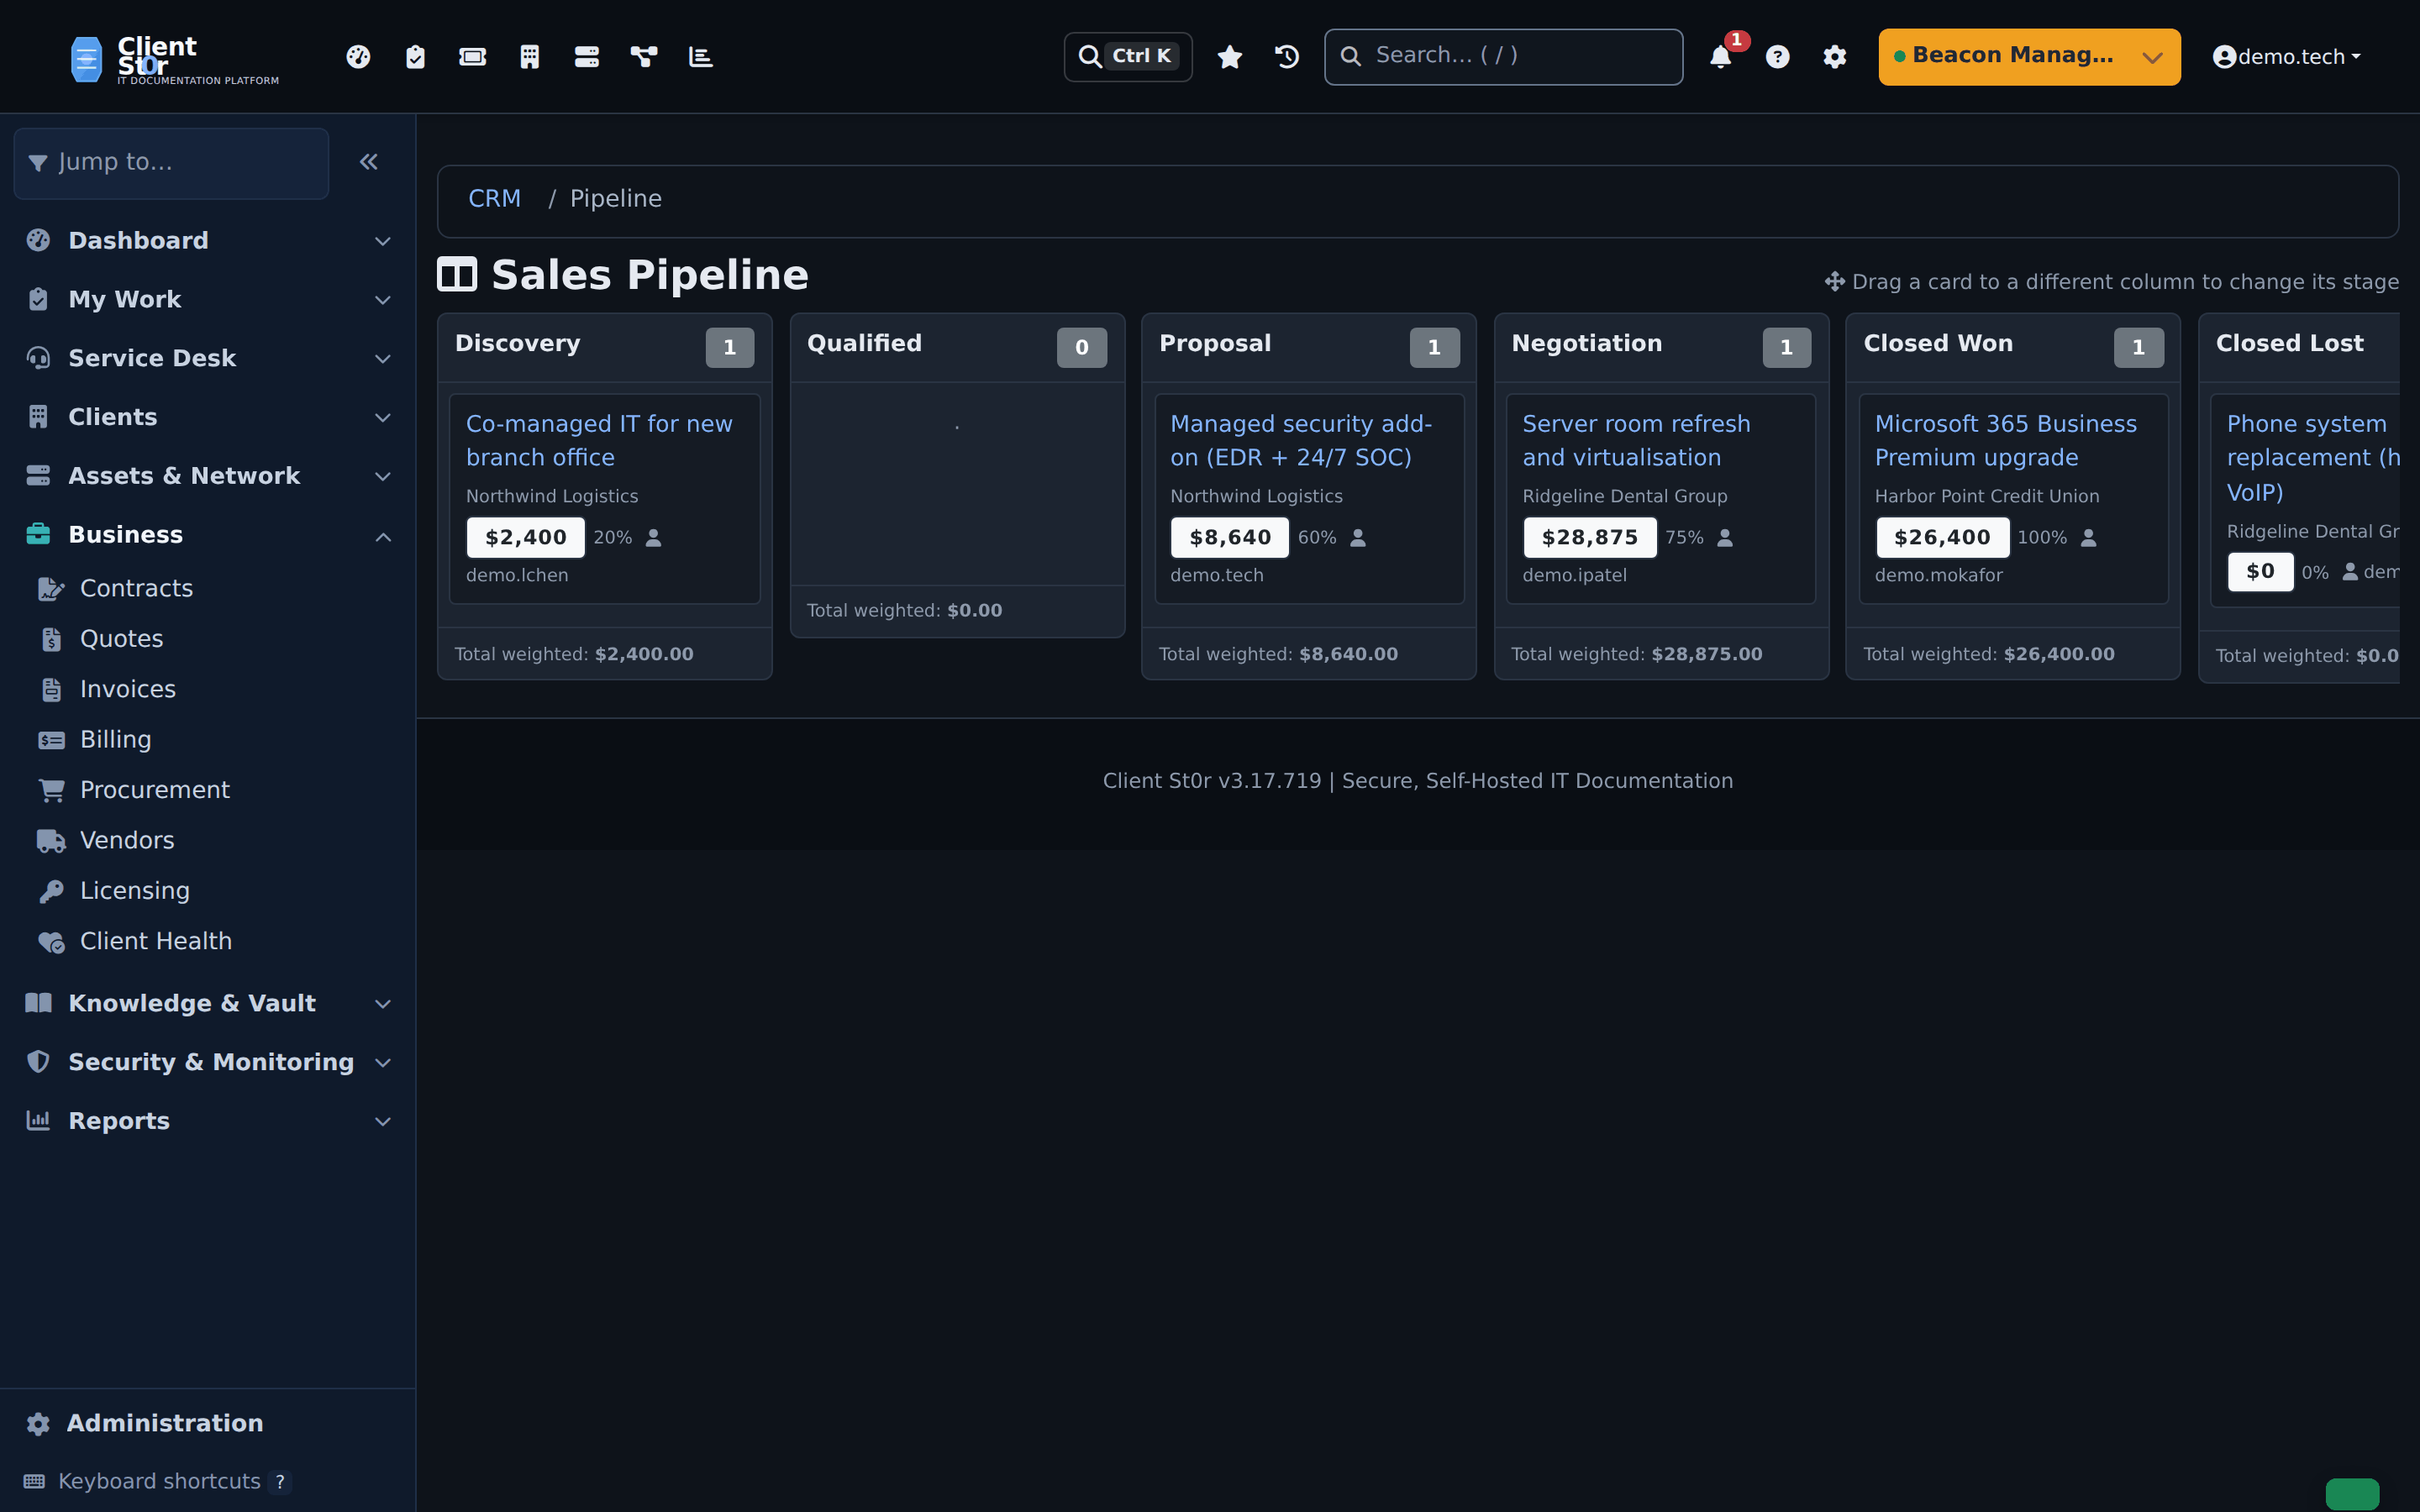 Client
St0r
IT DOCUMENTATION PLATFORM
Ctrl K
Search... ( / )
1
Beacon Manag...
demo.tech
Jump to...
Dashboard
My Work
Service Desk
Clients
Assets & Network
Business
Contracts
Quotes
Invoices
Billing
Procurement
Vendors
Licensing
Client Health
Knowledge & Vault
Security & Monitoring
Reports
Administration
Keyboard shortcuts ?
CRM / Pipeline
Sales Pipeline
Drag a card to a different column to change its stage
Discovery 1
Co-managed IT for new
branch office
Northwind Logistics
$2,400 20%
demo.lchen
Total weighted: $2,400.00
Qualified 0
.
Total weighted: $0.00
Proposal 1
Managed security add-
on (EDR + 24/7 SOC)
Northwind Logistics
$8,640 60%
demo.tech
Total weighted: $8,640.00
Negotiation 1
Server room refresh
and virtualisation
Ridgeline Dental Group
$28,875 75%
demo.ipatel
Total weighted: $28,875.00
Closed Won 1
Microsoft 365 Business
Premium upgrade
Harbor Point Credit Union
$26,400 100%
demo.mokafor
Total weighted: $26,400.00
Closed Lost
Phone system
replacement (h
VoIP)
Ridgeline Dental Gr
$0 0% dem
Total weighted: $0.0
Client St0r v3.17.719 | Secure, Self-Hosted IT Documentation